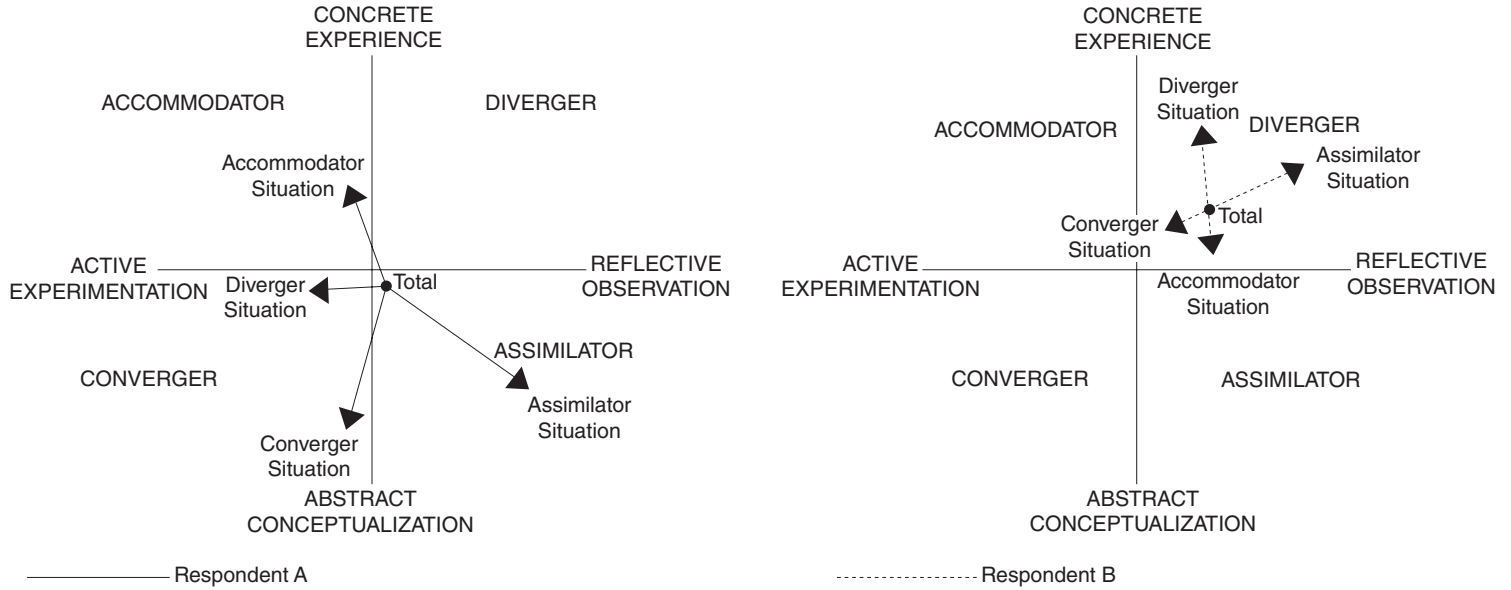 CONCRETE
EXPERIENCE
ACCOMMODATOR
DIVERGER
Accommodator
Situation
ACTIVE
EXPERIMENTATION
REFLECTIVE
OBSERVATION
Diverger
Situation
Total
CONVERGER
ASSIMILATOR
Assimilator
Situation
Converger
Situation
ABSTRACT
CONCEPTUALIZATION
Respondent A
CONCRETE
EXPERIENCE
Diverger
Situation
ACCOMMODATOR
DIVERGER
Assimilator
Situation
Converger
Situation
Total
ACTIVE
EXPERIMENTATION
REFLECTIVE
OBSERVATION
Accommodator
Situation
CONVERGER
ASSIMILATOR
ABSTRACT
CONCEPTUALIZATION
Respondent B